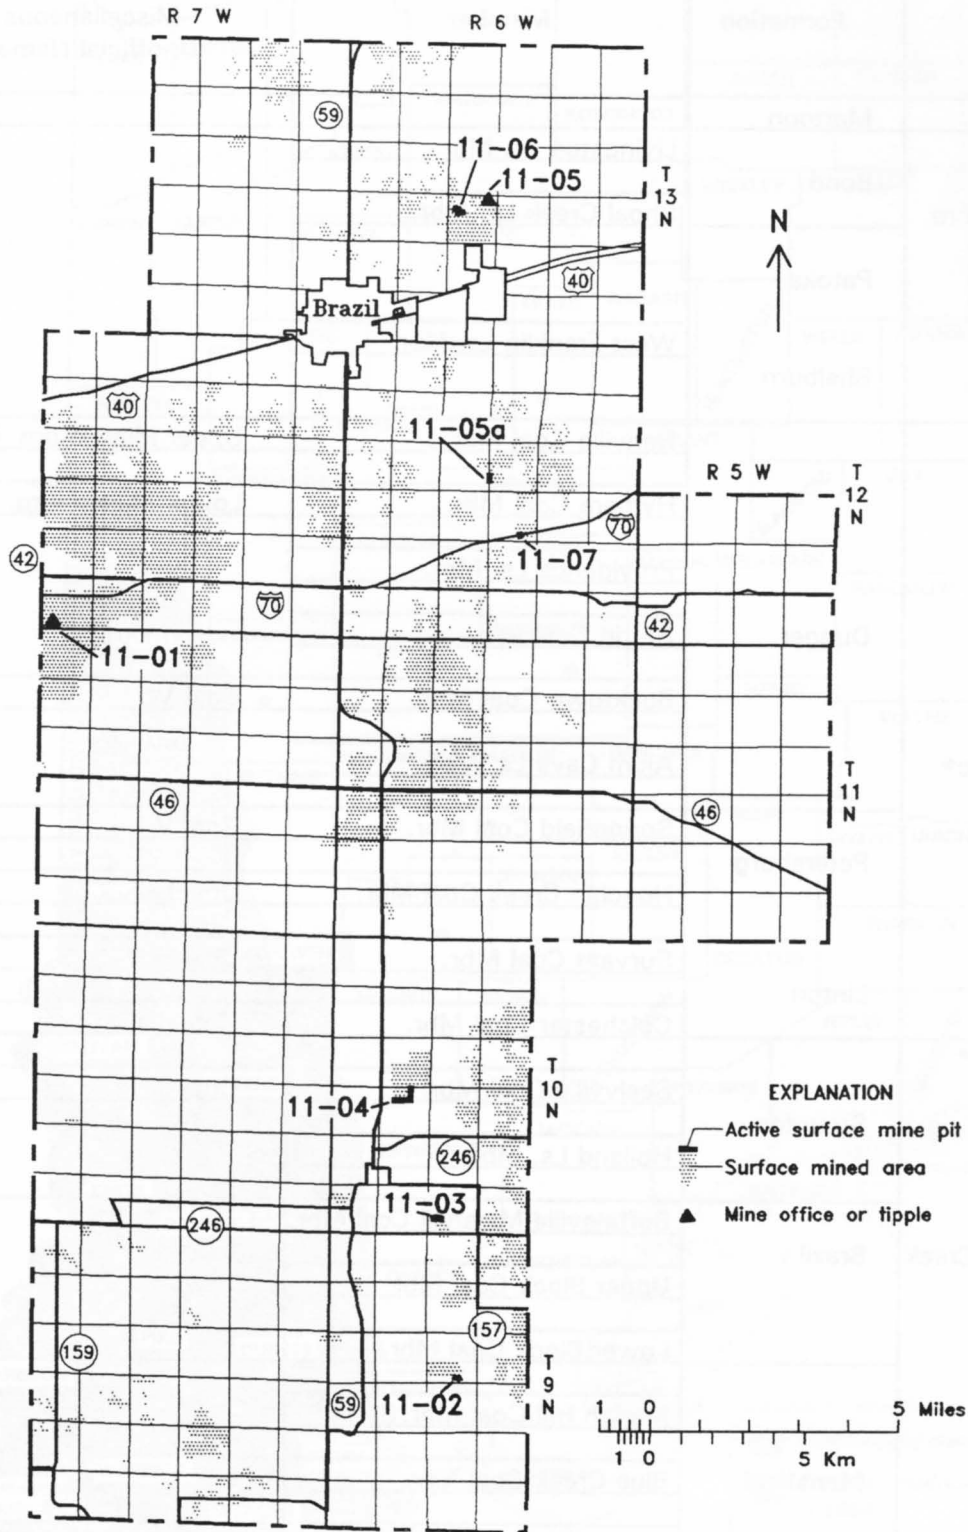 R 7 W
R 6 W
59
11-06
11-05
T
13
N
N
40
Brazil
40
11-05a
R 5 W
T
12
N
70
42
11-07
70
42
11-01
T
11
N
46
46
T
10
N
EXPLANATION
11-04
Active surface mine pit
246
Surface mined area
11-03
246
Mine office or tipple
157
159
T
9
N
59
11-02
1 0 5 Miles
1 0 5 Km